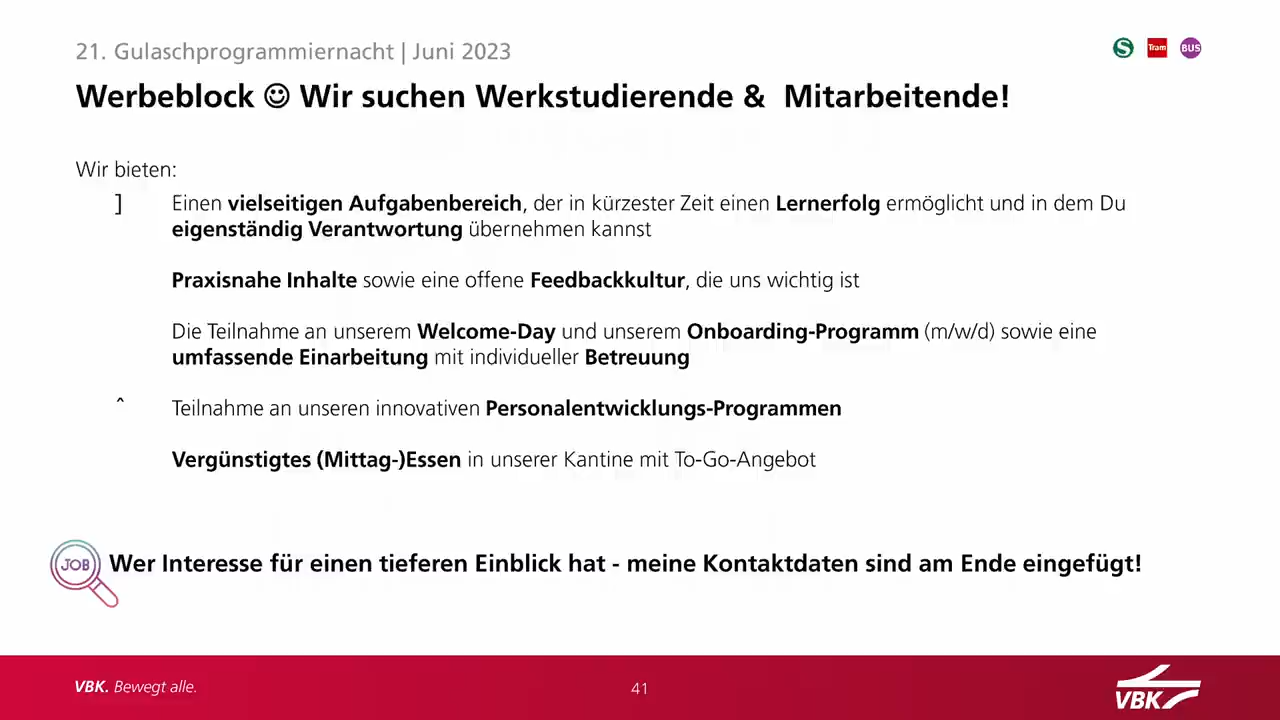 21. Gulaschprogrammiernacht | Juni 2023
S Tram BUS
Werbeblock ☺ Wir suchen Werkstudierende &  Mitarbeitende!
Wir bieten:
] Einen vielseitigen Aufgabenbereich, der in kürzester Zeit einen Lernerfolg ermöglicht und in dem Du
eigenständig Verantwortung übernehmen kannst
Praxisnahe Inhalte sowie eine offene Feedbackkultur, die uns wichtig ist
Die Teilnahme an unserem Welcome-Day und unserem Onboarding-Programm (m/w/d) sowie eine
umfassende Einarbeitung mit individueller Betreuung
ˆ Teilnahme an unseren innovativen Personalentwicklungs-Programmen
Vergünstigtes (Mittag-)Essen in unserer Kantine mit To-Go-Angebot
JOB Wer Interesse für einen tieferen Einblick hat - meine Kontaktdaten sind am Ende eingefügt!
VBK. Bewegt alle.
41
VBK